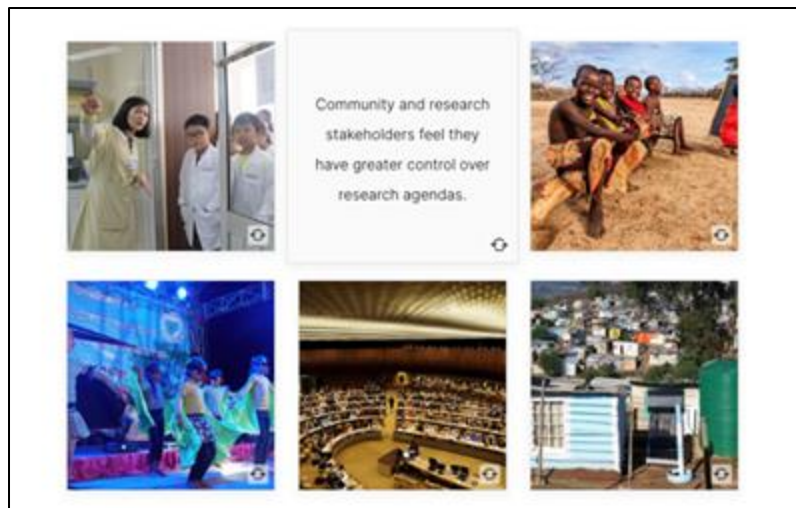 Community and research
stakeholders feel they
have greater control over
research agendas.